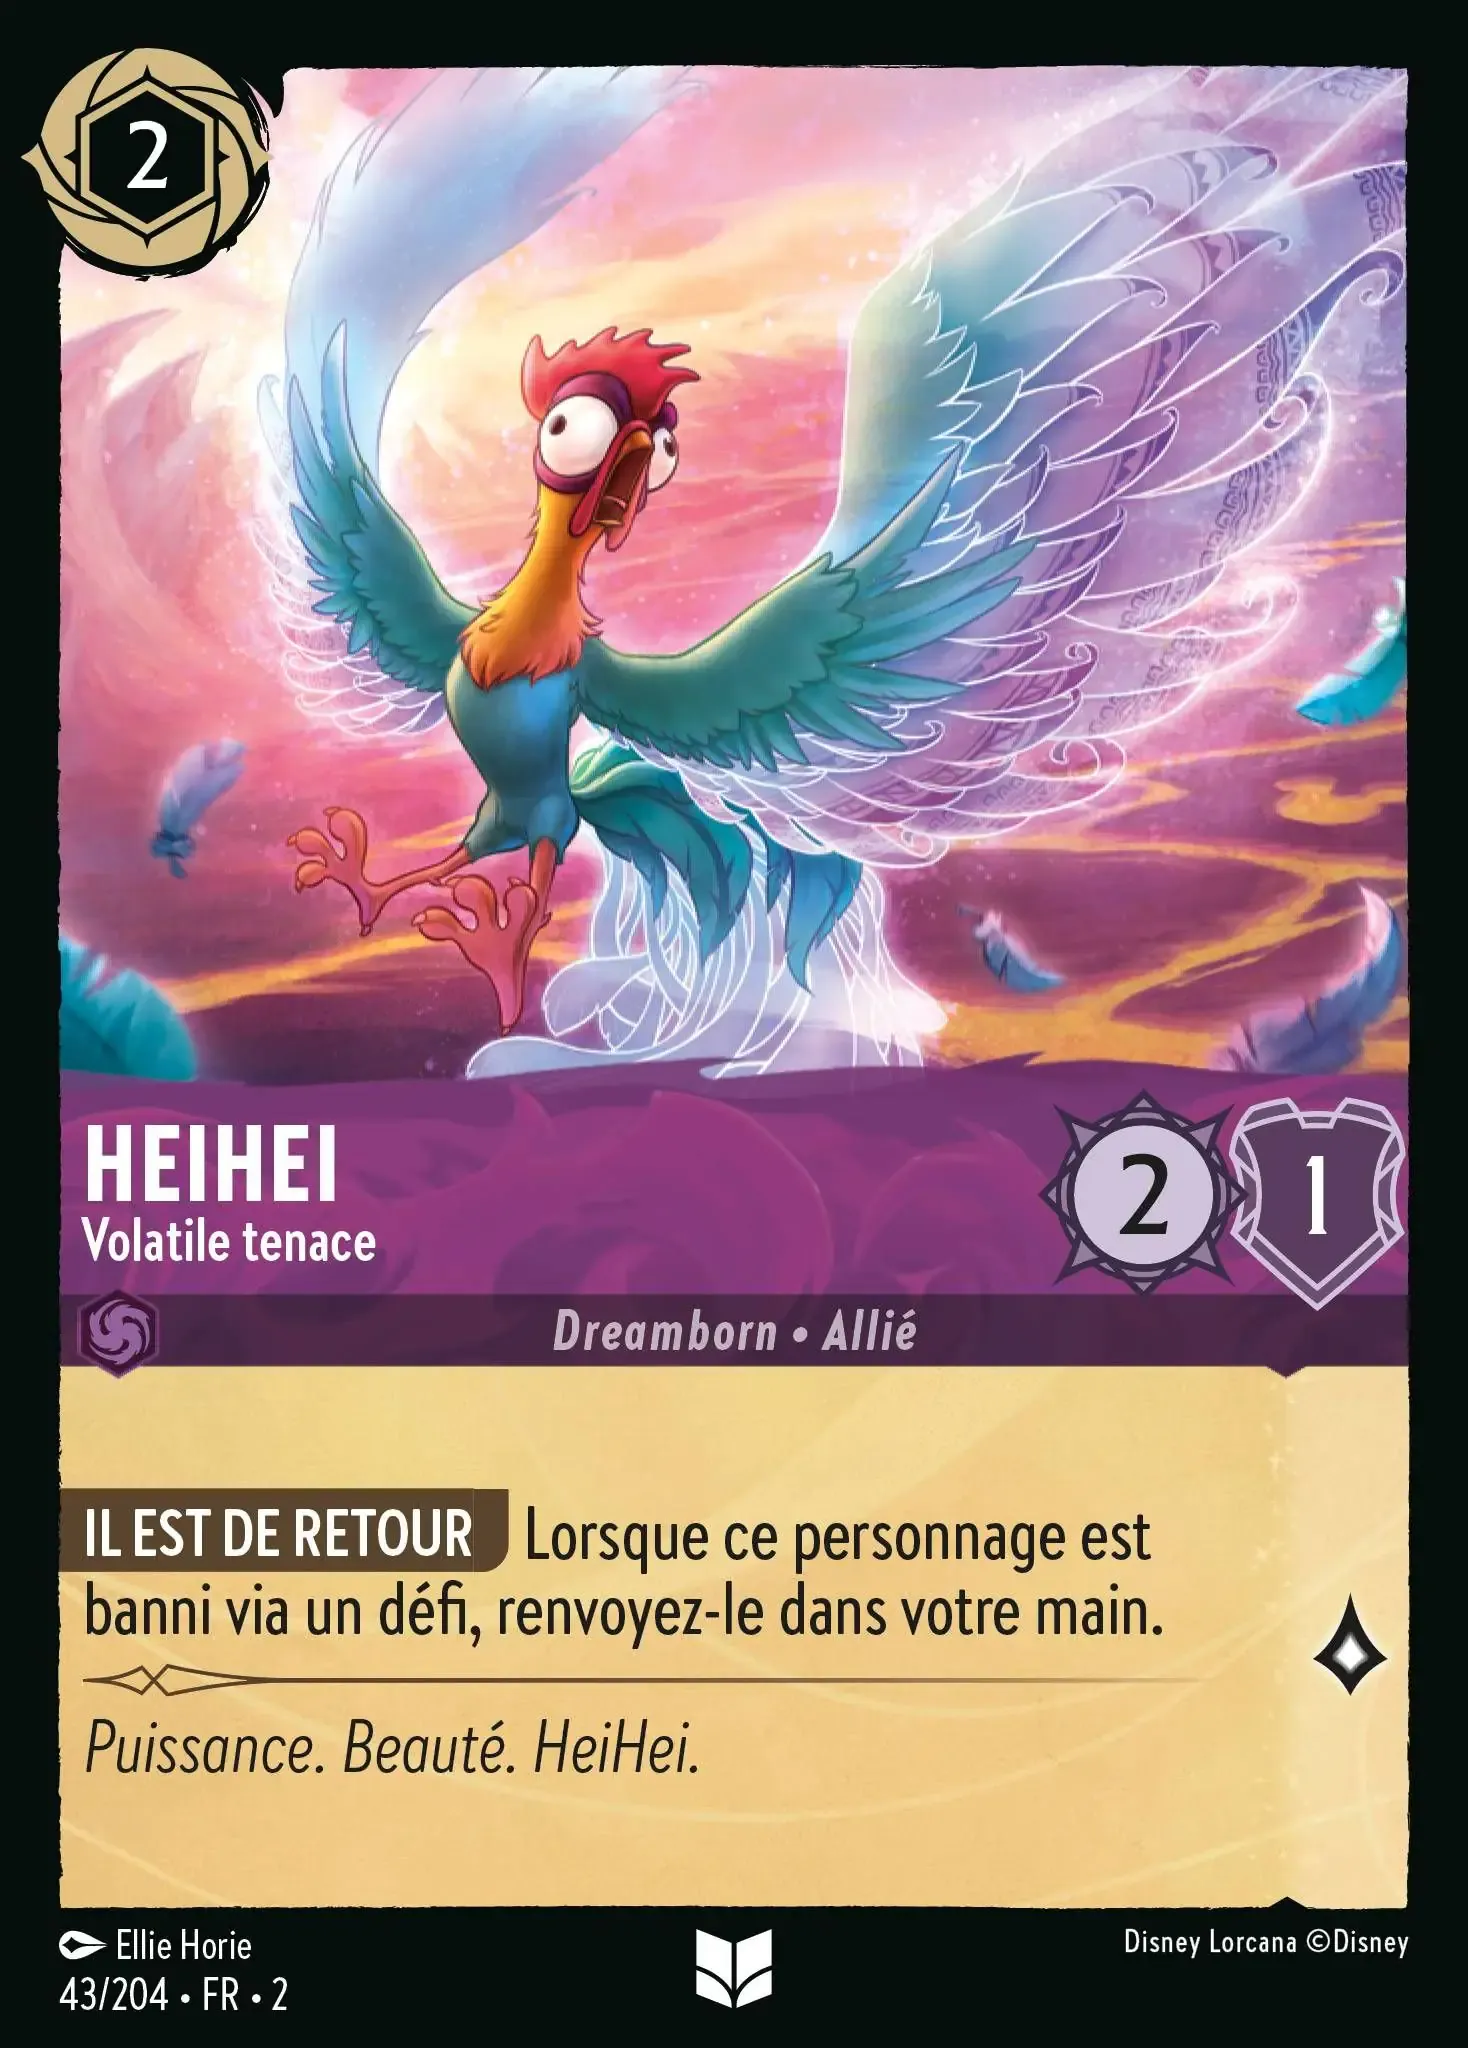 2
HEIHEI
Volatile tenace
2
1
Dreamborn • Allié
IL EST DE RETOUR Lorsque ce personnage est
banni via un défi, renvoyez-le dans votre main.
Puissance. Beauté. HeiHei.
Ellie Horie
Disney Lorcana ©Disney
43/204 • FR • 2